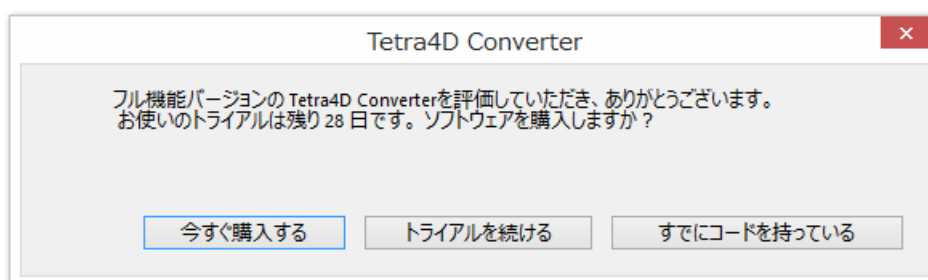 Tetra4D Converter
フル機能バージョンの Tetra4D Converterを評価していただき、ありがとうございます。
お使いのトライアルは残り 28 日です。ソフトウェアを購入しますか？
今すぐ購入する トライアルを続ける すでにコードを持っている